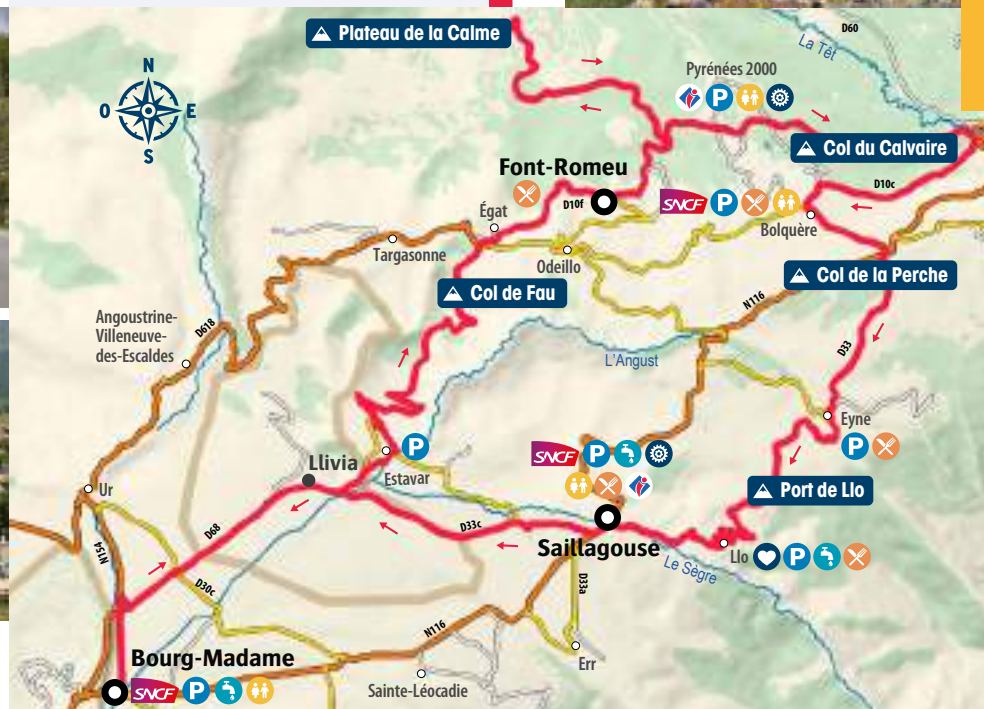 Plateau de la Calme
D60
La Têt
N
O
E
S
Pyrénées 2000
P
Col du Calvaire
Font-Romeu
D10c
D10f
SNCF
P
Égat
Bolquère
Targasonne
Odeillo
Col de la Perche
Col de Fau
N116
Angoustrine-
Villeneuve-
des-Escaldes
D618
L'Angust
D33
Eyne
P
P
SNCF
P
Llivia
Estavar
Port de Llo
Ur
D68
D33c
Saillagouse
Llo
P
N154
Le Sègre
D30c
D33a
N116
Bourg-Madame
Err
SNCF
P
Sainte-Léocadie